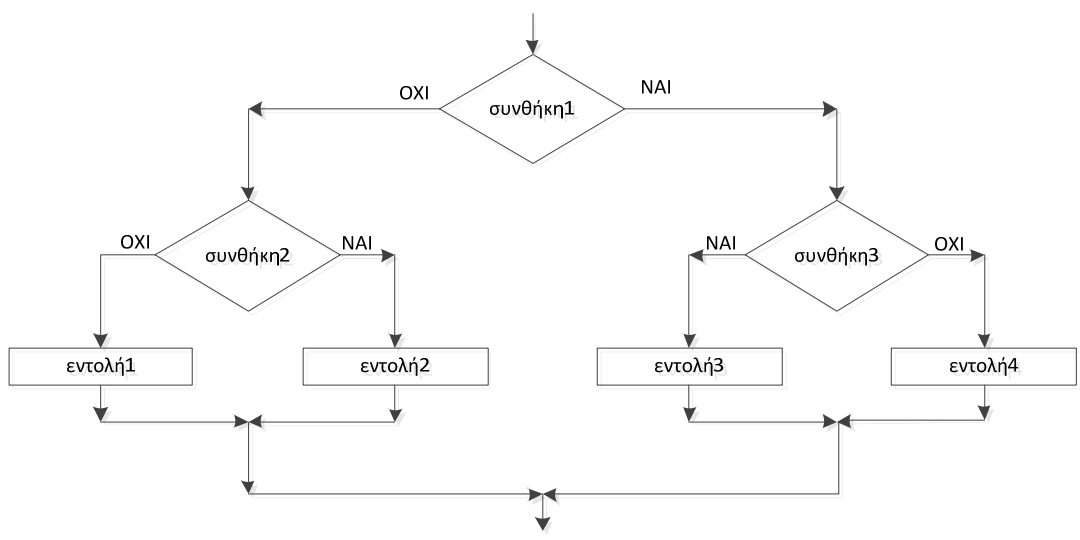 συνθήκη1
ΟΧΙ
ΝΑΙ
συνθήκη2
ΟΧΙ
ΝΑΙ
συνθήκη3
ΝΑΙ
ΟΧΙ
εντολή1
εντολή2
εντολή3
εντολή4